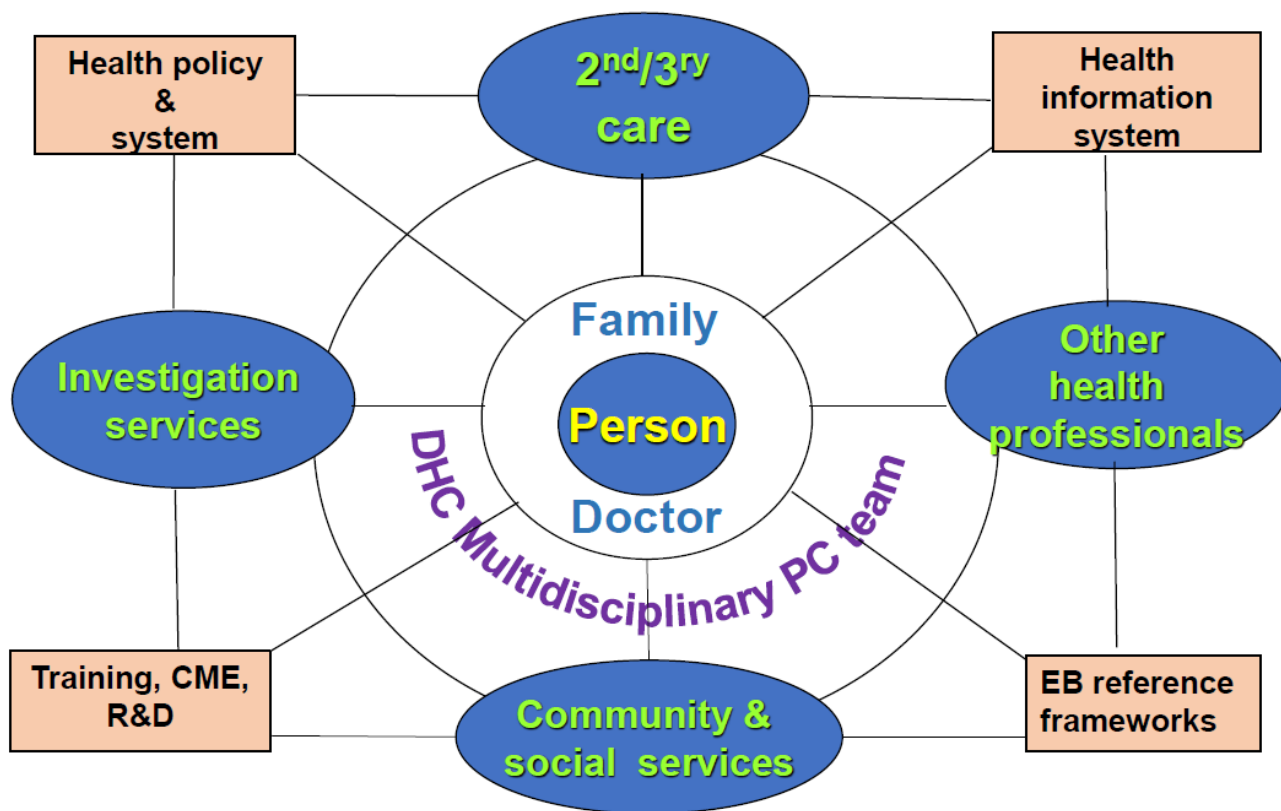 Health policy
&
system
2nd/3ry
care
Health
information
system
Investigation
services
Family
Person
Doctor
Other
health
professionals
DHC Multidisciplinary PC team
Training, CME,
R&D
Community &
social services
EB reference
frameworks